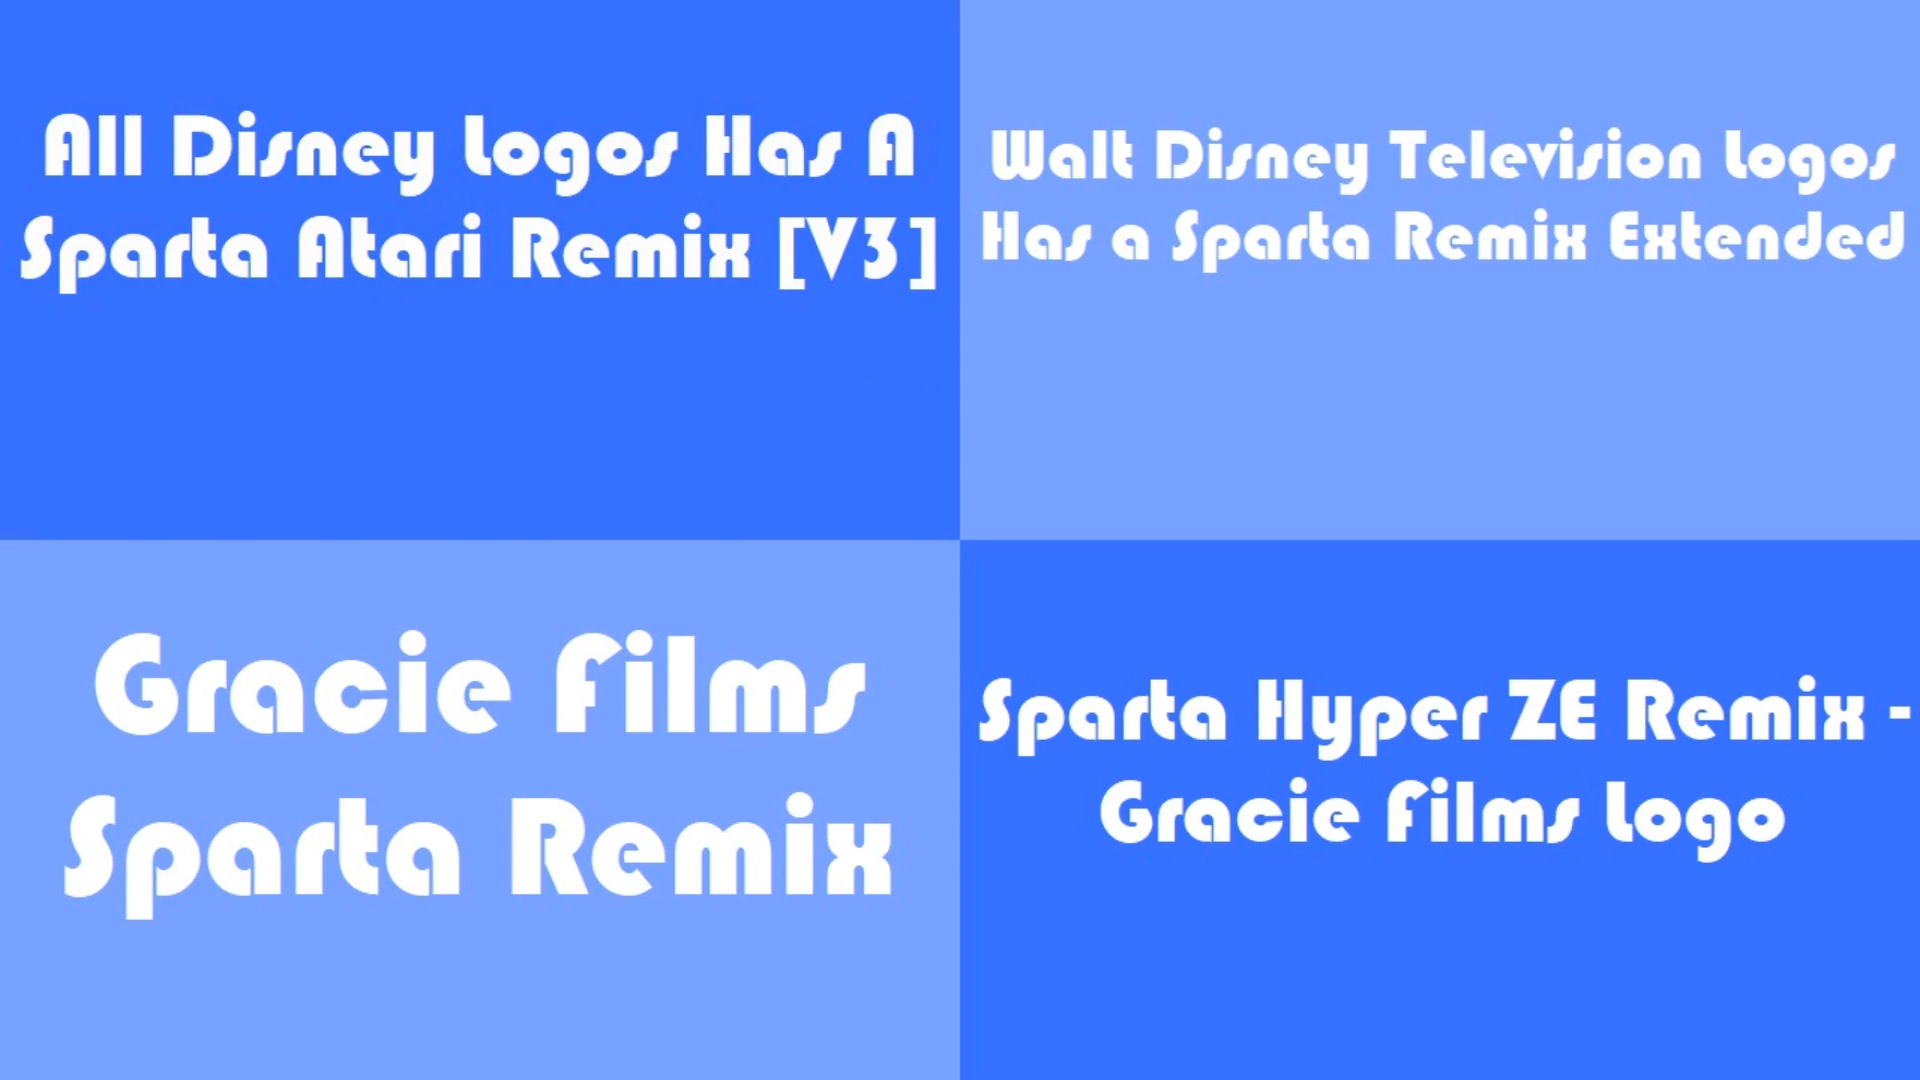 All Disney Logos Has A
Sparta Atari Remix [V3]
Walt Disney Television Logos
Has a Sparta Remix Extended
Gracie Films
Sparta Remix
Sparta Hyper ZE Remix -
Gracie Films Logo